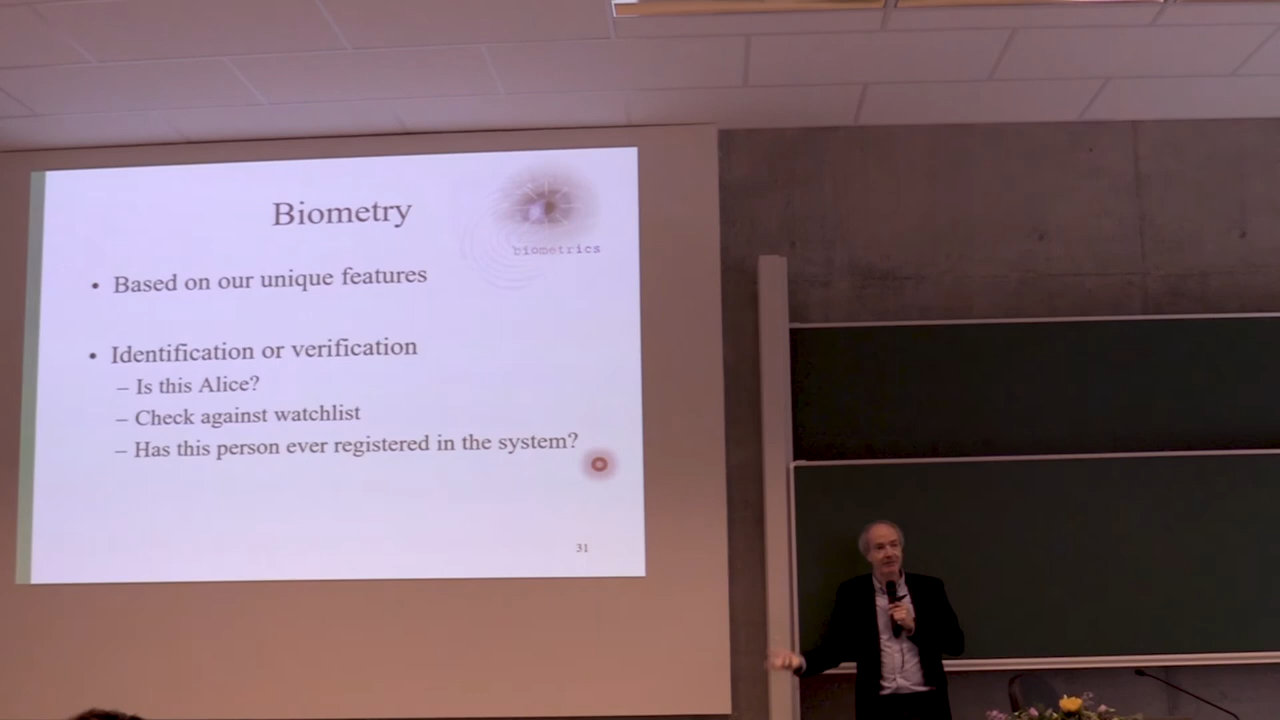 Biometry
biometrics
• Based on our unique features
• Identification or verification
– Is this Alice?
– Check against watchlist
– Has this person ever registered in the system?
31